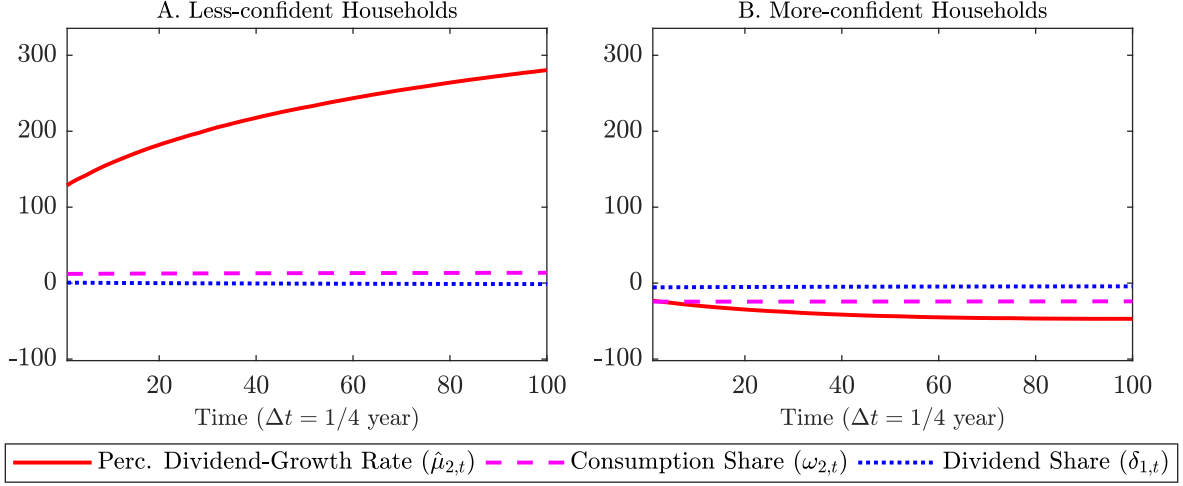 A. Less-confident Households
B. More-confident Households
300
200
100
0
-100
20 40 60 80 100
Time (Δt = 1/4 year)
300
200
100
0
-100
20 40 60 80 100
Time (Δt = 1/4 year)
Perc. Dividend-Growth Rate (μ̂2,t) Consumption Share (ω2,t) Dividend Share (δ1,t)